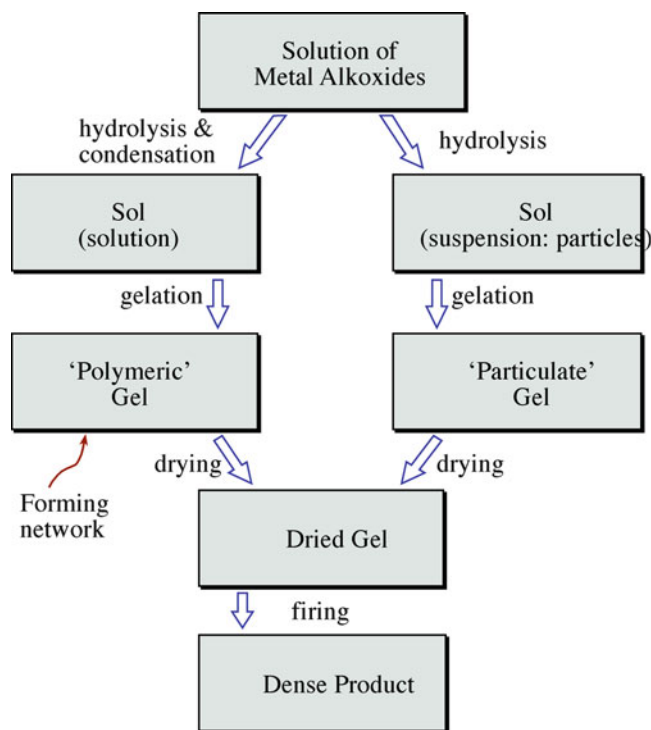 Solution of
Metal Alkoxides
hydrolysis &
condensation
hydrolysis
Sol
(solution)
Sol
(suspension: particles)
gelation
gelation
‘Polymeric’
Gel
‘Particulate’
Gel
drying
drying
Forming
network
Dried Gel
firing
Dense Product